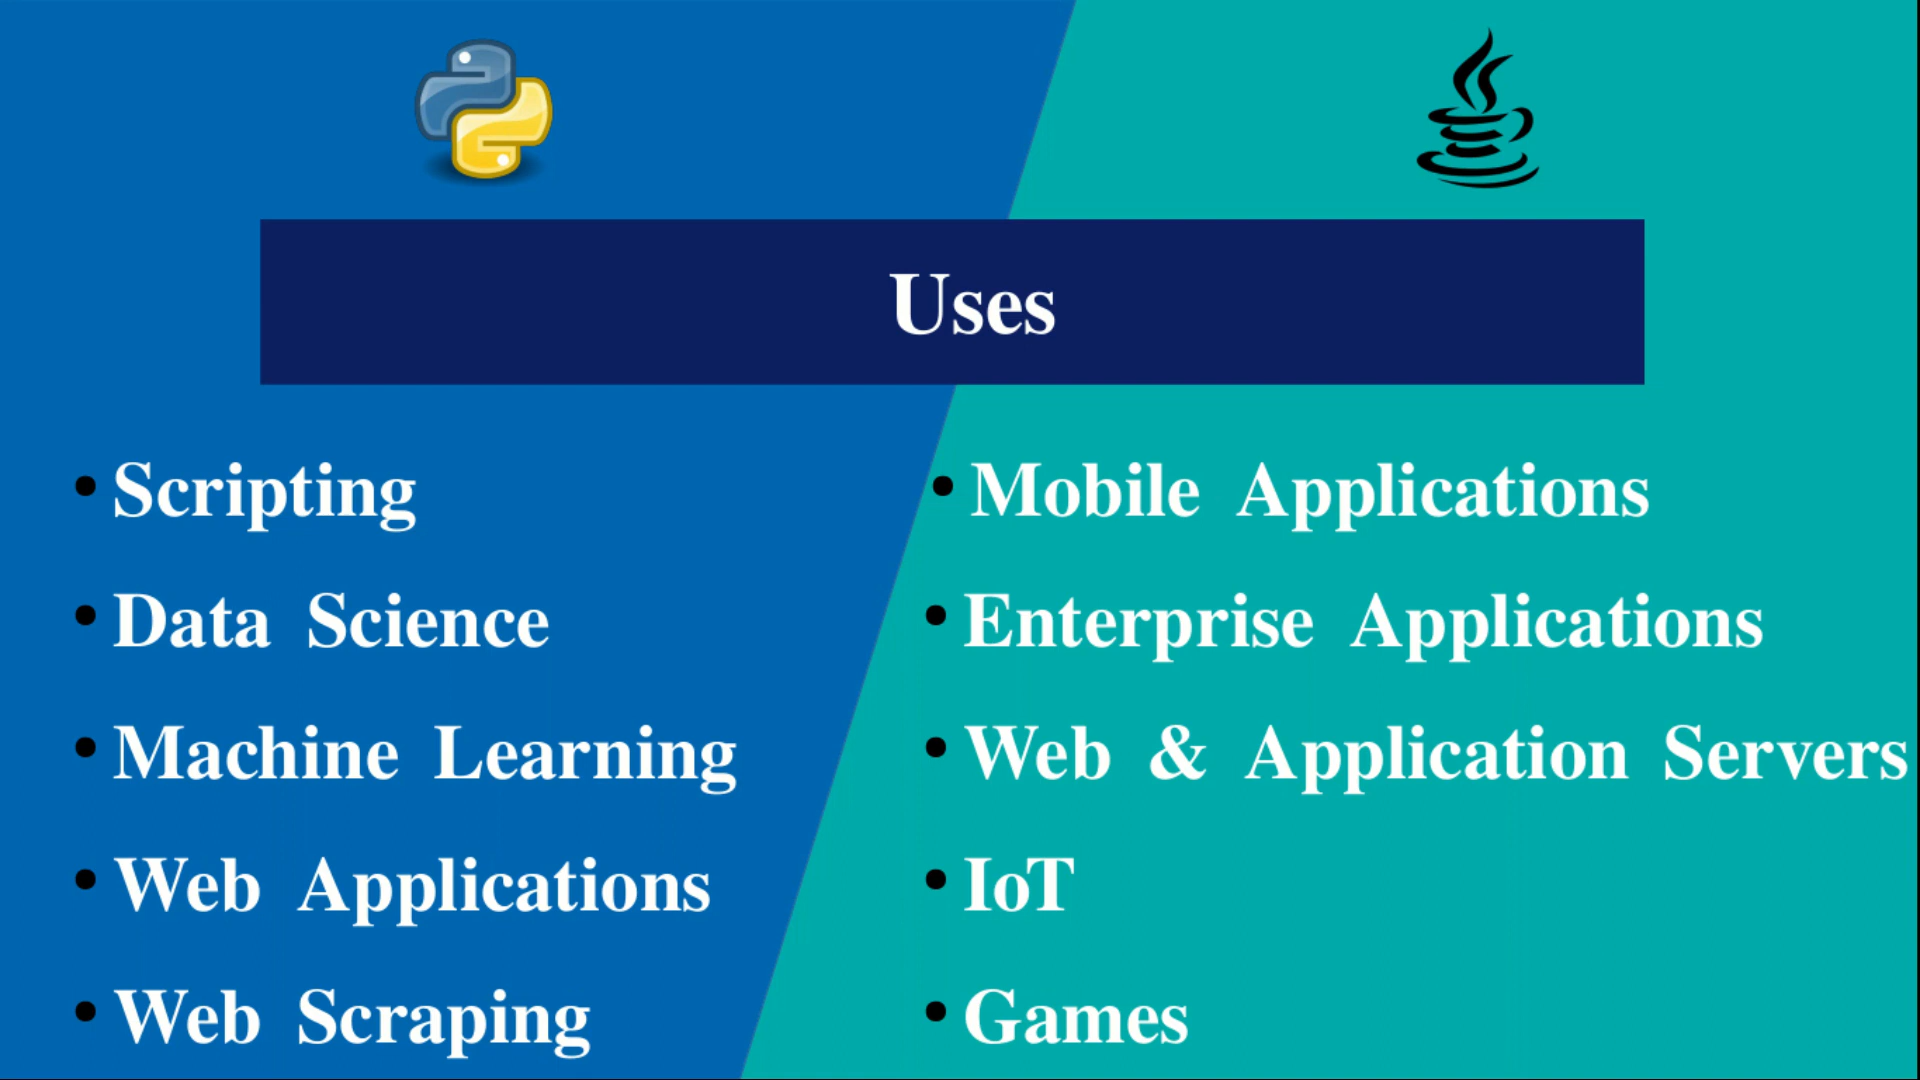 Uses
• Scripting
• Data Science
• Machine Learning
• Web Applications
• Web Scraping
• Mobile Applications
• Enterprise Applications
• Web & Application Servers
• IoT
• Games